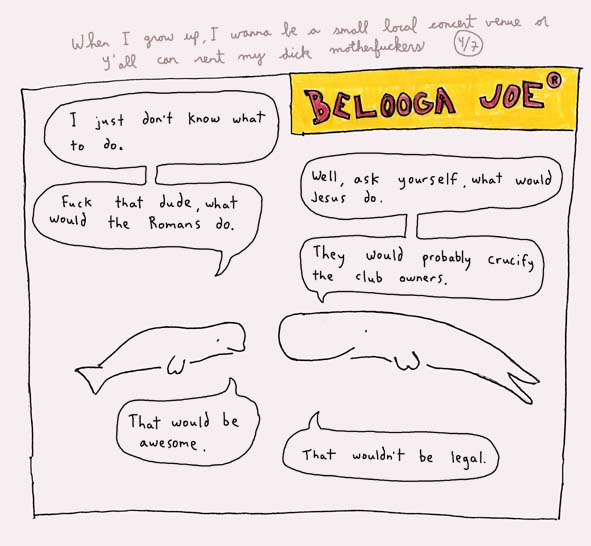 When I grow up, I wanna be a small local concert venue so
y'all can rent my dick motherfuckers 4/7
BELOOGA JOE®
I just don't know what
to do.
Well, ask yourself, what would
Jesus do.
Fuck that dude, what
would the Romans do.
They would probably crucify
the club owners.
That would be
awesome.
That wouldn't be legal.